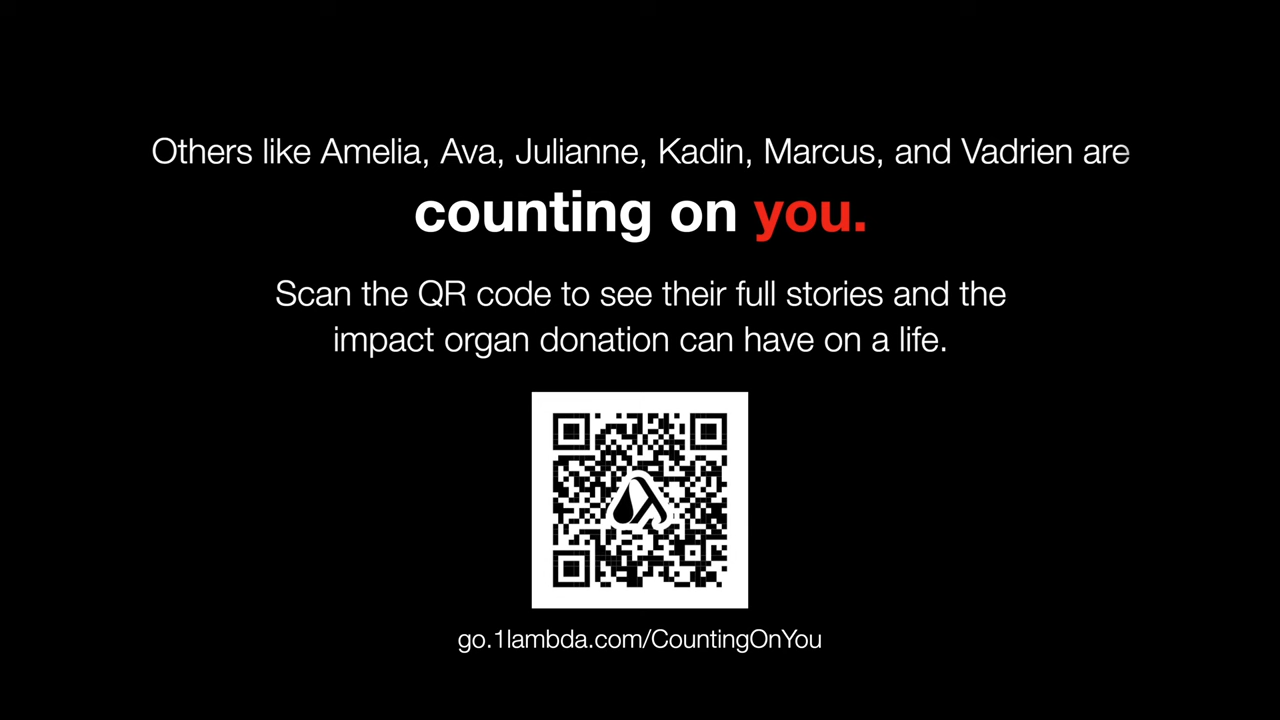 Others like Amelia, Ava, Julianne, Kadin, Marcus, and Vadrien are
counting on you.
Scan the QR code to see their full stories and the
impact organ donation can have on a life.
go.1lambda.com/CountingOnYou